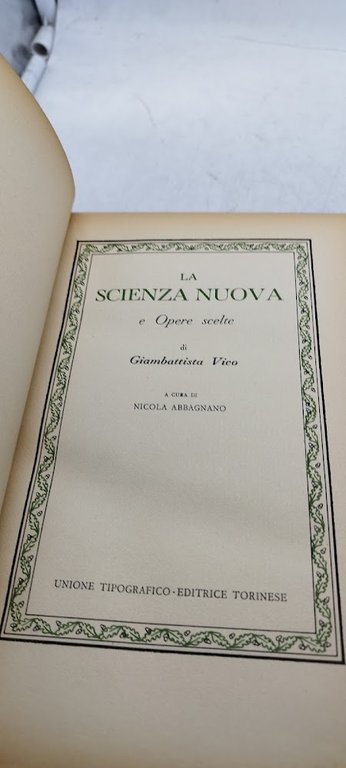 LA
SCIENZA NUOVA
e Opere scelte
di
Giambattista Vico
A CURA DI
NICOLA ABBAGNANO
UNIONE TIPOGRAFICO-EDITRICE TORINESE